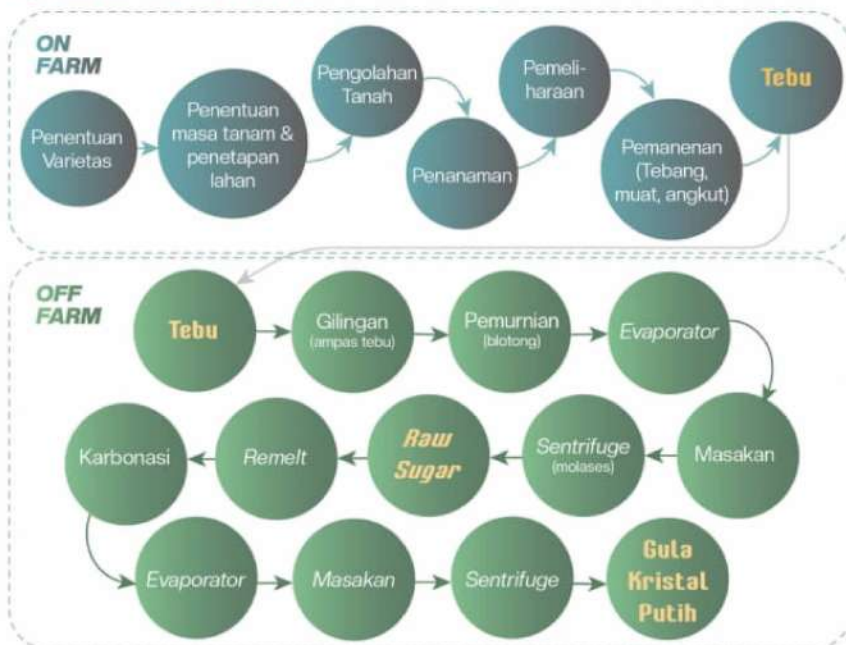 ON
FARM
Penentuan
Varietas
Penentuan
masa tanam &
penetapan
lahan
Pengolahan
Tanah
Penanaman
Pemeli-
haraan
Pemanenan
(Tebang,
muat, angkut)
Tebu
OFF
FARM
Tebu
Gilingan
(ampas tebu)
Pemurnian
(blotong)
Evaporator
Masakan
Sentrifuge
(molases)
Raw
Sugar
Remelt
Karbonasi
Evaporator
Masakan
Sentrifuge
Gula
Kristal
Putih